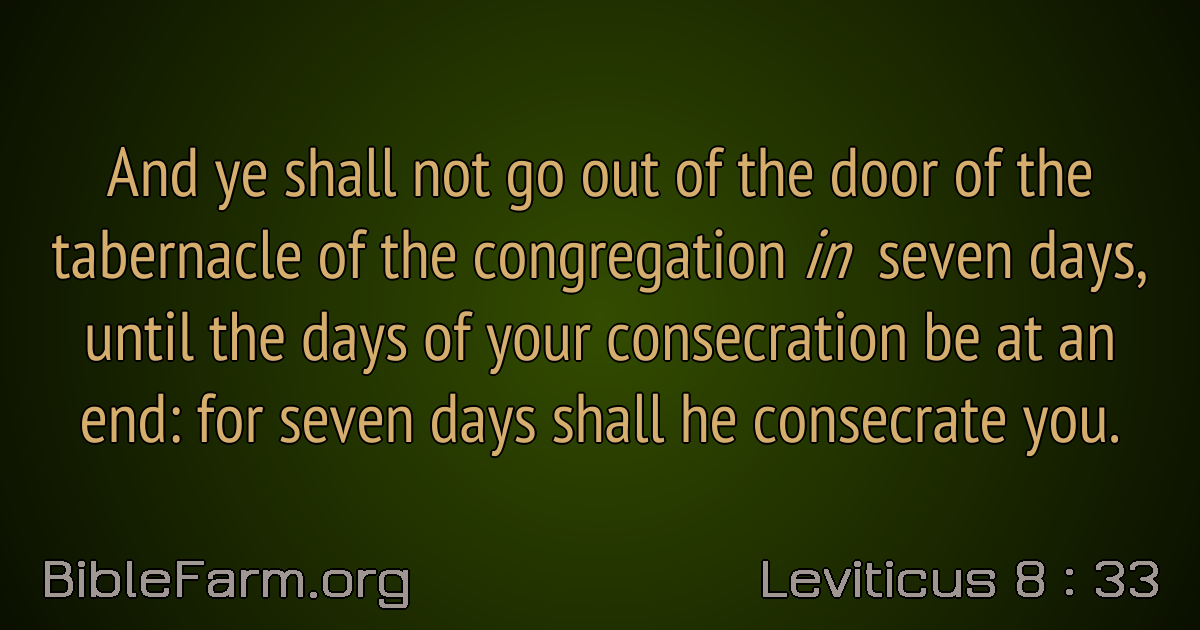 And ye shall not go out of the door of the
tabernacle of the congregation in seven days,
until the days of your consecration be at an
end: for seven days shall he consecrate you.
BibleFarm.org
Leviticus 8 : 33